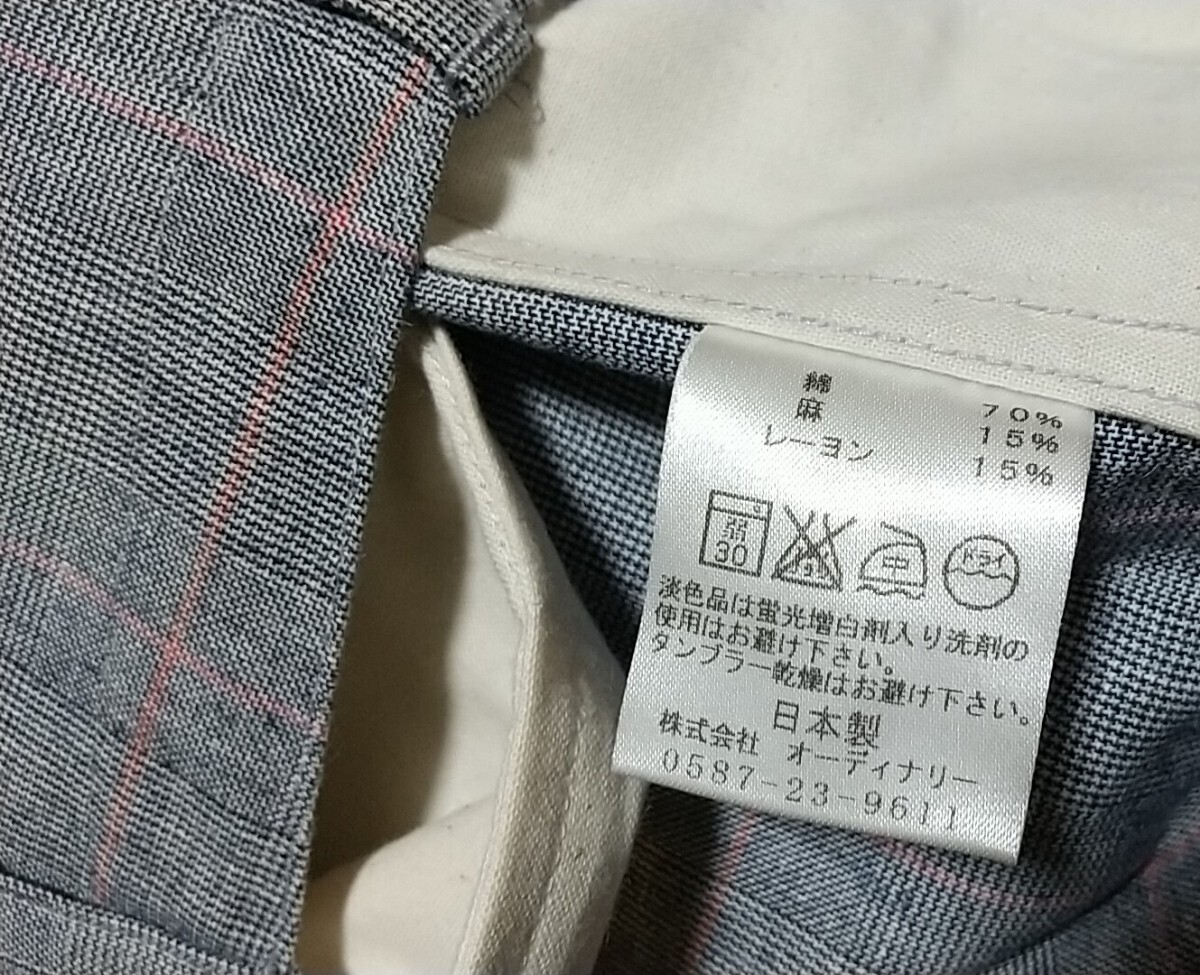 綿 70%
麻 15%
レーヨン 15%
弱 30 中 ドライ
淡色品は蛍光増白剤入り洗剤の
使用はお避け下さい。
タンブラー乾燥はお避け下さい。
日本製
株式会社 オーディナリー
0587-23-9611